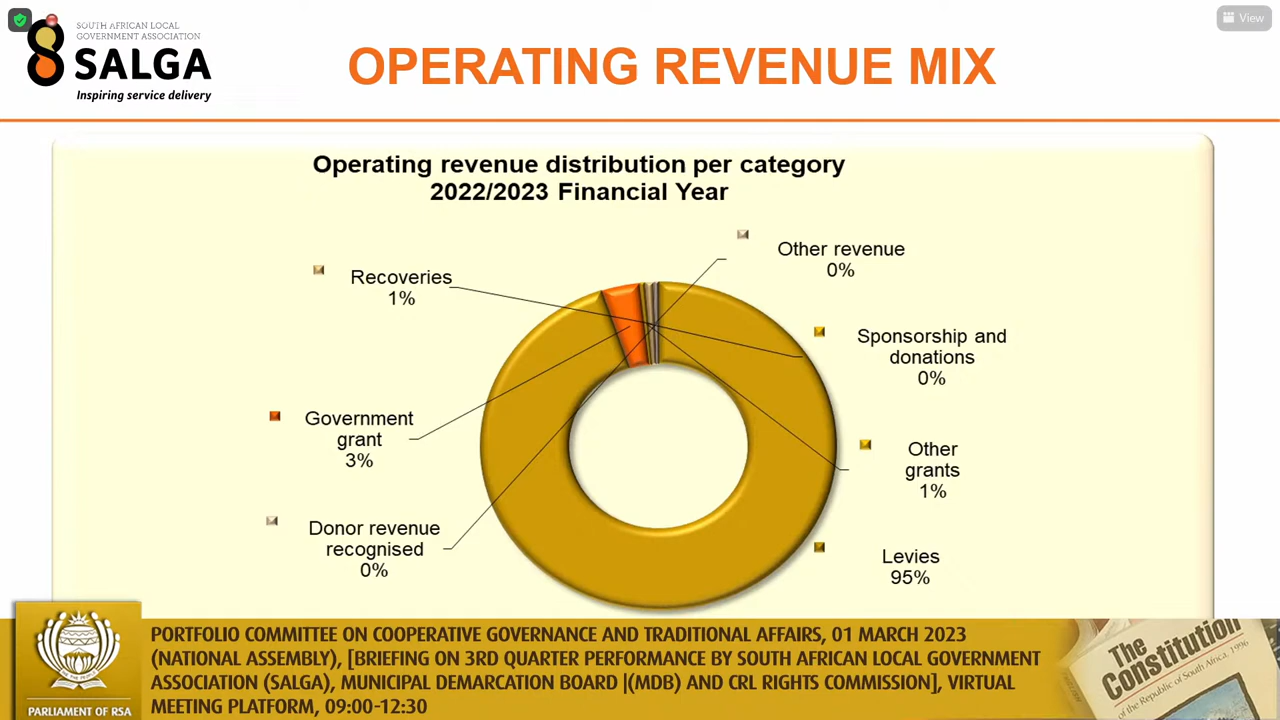 SOUTH AFRICAN LOCAL
GOVERNMENT ASSOCIATION
SALGA
Inspiring service delivery
OPERATING REVENUE MIX
View
Operating revenue distribution per category
2022/2023 Financial Year
Other revenue
0%
Recoveries
1%
Sponsorship and
donations
0%
Government
grant
3%
Other
grants
1%
Donor revenue
recognised
0%
Levies
95%
PORTFOLIO COMMITTEE ON COOPERATIVE GOVERNANCE AND TRADITIONAL AFFAIRS, 01 MARCH 2023
(NATIONAL ASSEMBLY), [BRIEFING ON 3RD QUARTER PERFORMANCE BY SOUTH AFRICAN LOCAL GOVERNMENT
ASSOCIATION (SALGA), MUNICIPAL DEMARCATION BOARD |(MDB) AND CRL RIGHTS COMMISSION], VIRTUAL
MEETING PLATFORM, 09:00-12:30
PARLIAMENT OF RSA
The
Constitution
of the Republic of South Africa, 1996